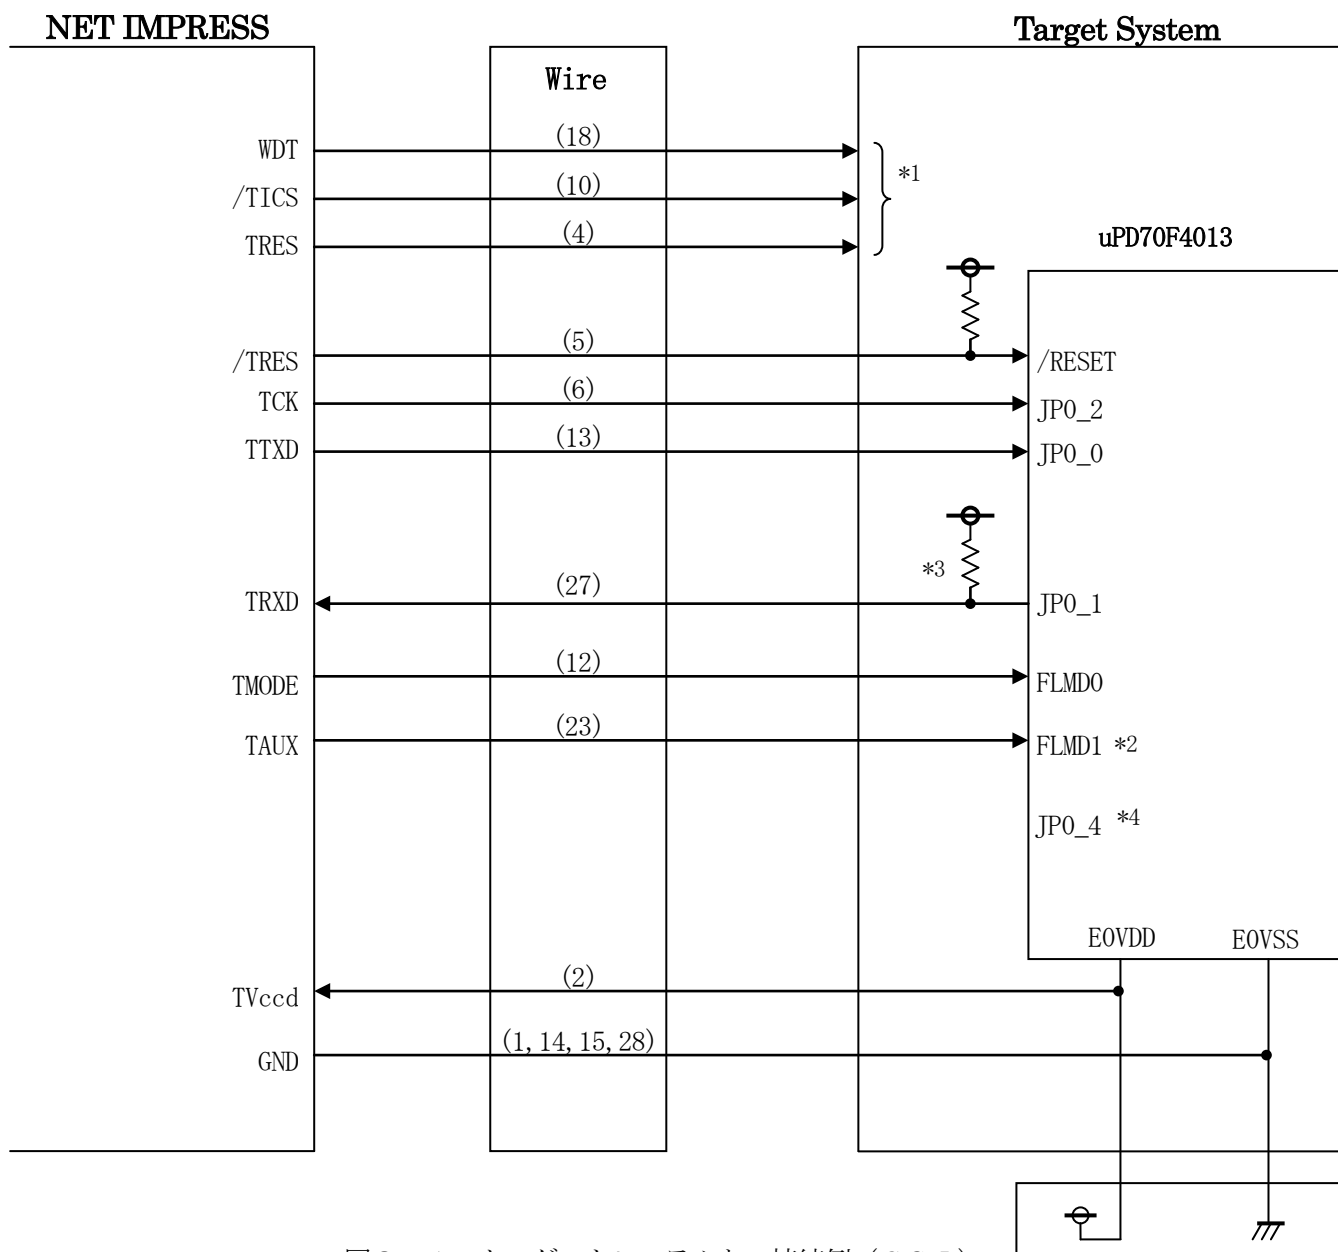 NET IMPRESS
Target System
Wire
WDT
(18)
*1
/TICS
(10)
TRES
(4)
uPD70F4013
/TRES
(5)
/RESET
TCK
(6)
JP0_2
TTXD
(13)
JP0_0
*3
TRXD
(27)
JP0_1
TMODE
(12)
FLMD0
TAUX
(23)
FLMD1 *2
JP0_4 *4
E0VDD
E0VSS
TVccd
(2)
GND
(1,14,15,28)